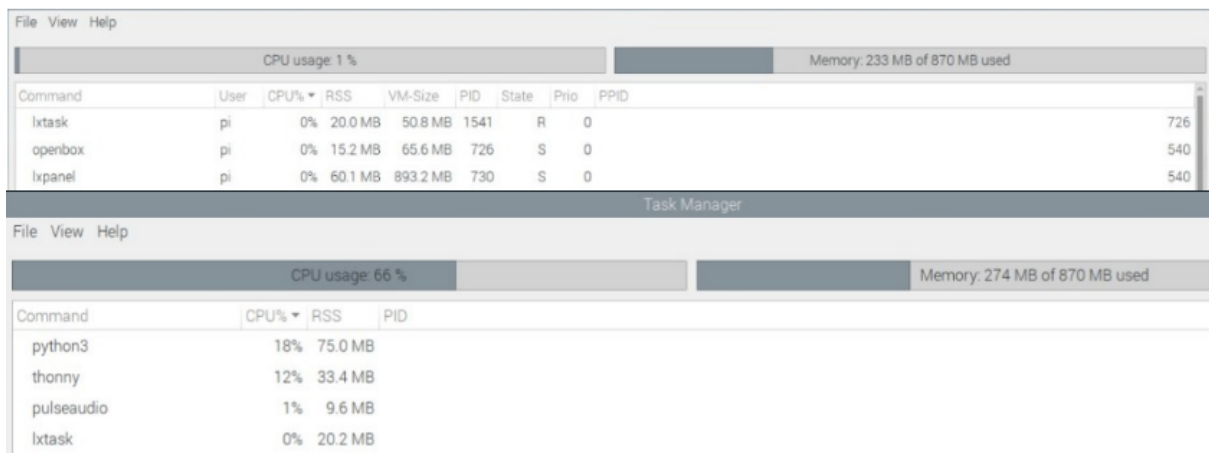 File View Help
CPU usage: 1 % Memory: 233 MB of 870 MB used
Command User CPU% RSS VM-Size PID State Prio PPID
lxtask pi 0% 20.0 MB 50.8 MB 1541 R 0 726
openbox pi 0% 15.2 MB 65.6 MB 726 S 0 540
lxpanel pi 0% 60.1 MB 893.2 MB 730 S 0 540
Task Manager
File View Help
CPU usage: 66 % Memory: 274 MB of 870 MB used
Command CPU% RSS PID
python3 18% 75.0 MB
thonny 12% 33.4 MB
pulseaudio 1% 9.6 MB
lxtask 0% 20.2 MB